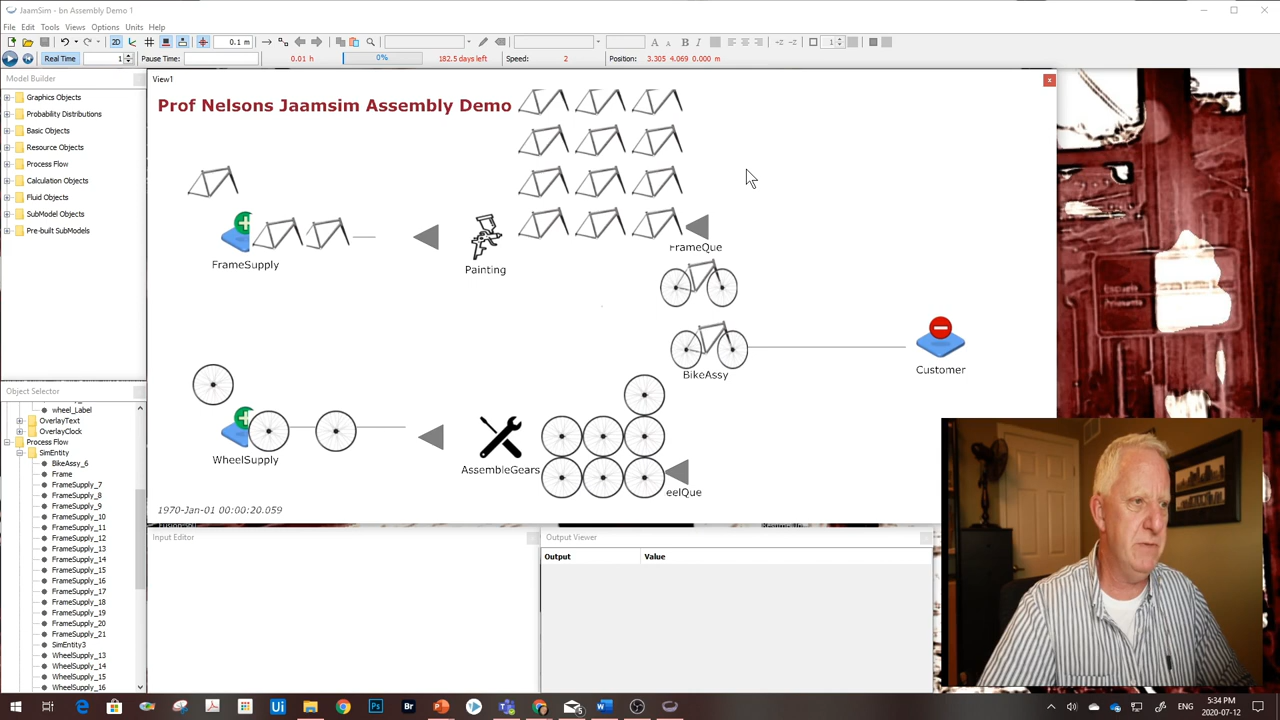 JaamSim - bn Assembly Demo 1
File Edit Tools Views Options Units Help
2D 0.1 m
Real Time 1 Pause Time: 0.01 h 0% 182.5 days left Speed: 2 Position: 3.305 4.069 0.000 m
Model Builder
Graphics Objects
Probability Distributions
Basic Objects
Resource Objects
Process Flow
Calculation Objects
Fluid Objects
SubModel Objects
Pre-built SubModels
View1
Prof Nelsons Jaamsim Assembly Demo
FrameQue
FrameSupply
Painting
BikeAssy
Customer
WheelSupply
AssembleGears
eelQue
1970-Jan-01 00:00:20.059
Object Selector
wheel_Label
OverlayText
OverlayClock
Process Flow
SimEntity
BikeAssy_6
Frame
FrameSupply_7
FrameSupply_8
FrameSupply_9
FrameSupply_10
FrameSupply_11
FrameSupply_12
FrameSupply_13
FrameSupply_14
FrameSupply_15
FrameSupply_16
FrameSupply_17
FrameSupply_18
FrameSupply_19
FrameSupply_20
FrameSupply_21
SimEntity3
WheelSupply_13
WheelSupply_14
WheelSupply_15
WheelSupply_16
Input Editor
Output Viewer
Output Value
ENG
5:34 PM
2020-07-12